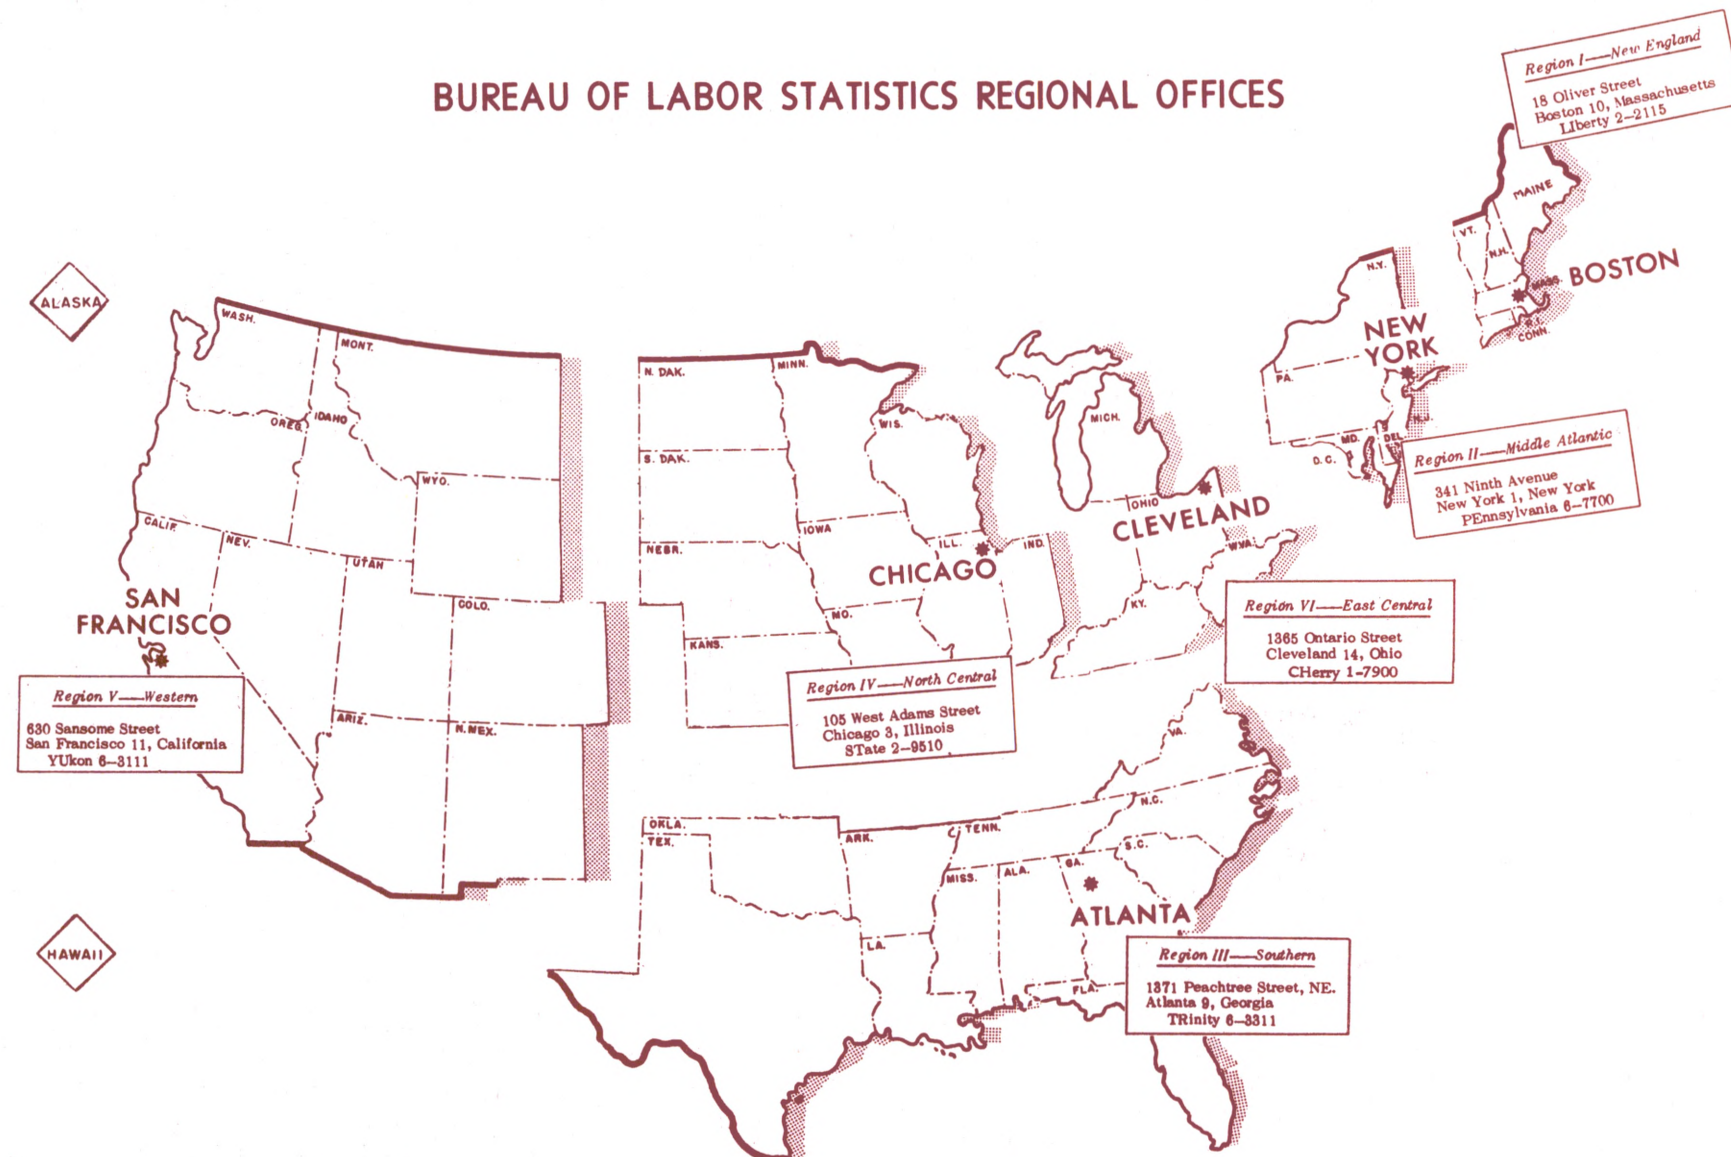 BUREAU OF LABOR STATISTICS REGIONAL OFFICES
Region I—New England
18 Oliver Street
Boston 10, Massachusetts
LIberty 2-2115
MAINE
VT.
N.H.
MASS.
BOSTON
R.I.
CONN.
N.Y.
NEW
YORK
PA.
N.J.
MD.
DEL.
D.C.
Region II—Middle Atlantic
341 Ninth Avenue
New York 1, New York
PEnnsylvania 6-7700
ALASKA
WASH.
MONT.
OREG.
IDAHO
WYO.
CALIF.
NEV.
UTAH
COLO.
ARIZ.
N.MEX.
SAN
FRANCISCO
Region V—Western
630 Sansome Street
San Francisco 11, California
YUkon 6-3111
HAWAII
N. DAK.
MINN.
S. DAK.
WIS.
NEBR.
IOWA
ILL.
IND.
CHICAGO
MO.
KANS.
Region IV—North Central
105 West Adams Street
Chicago 3, Illinois
STate 2-9510
MICH.
OHIO
CLEVELAND
W.VA.
KY.
Region VI—East Central
1365 Ontario Street
Cleveland 14, Ohio
CHerry 1-7900
VA.
N.C.
OKLA.
TEX.
ARK.
TENN.
S.C.
MISS.
ALA.
GA.
ATLANTA
LA.
FLA.
Region III—Southern
1371 Peachtree Street, NE.
Atlanta 9, Georgia
TRinity 6-3311